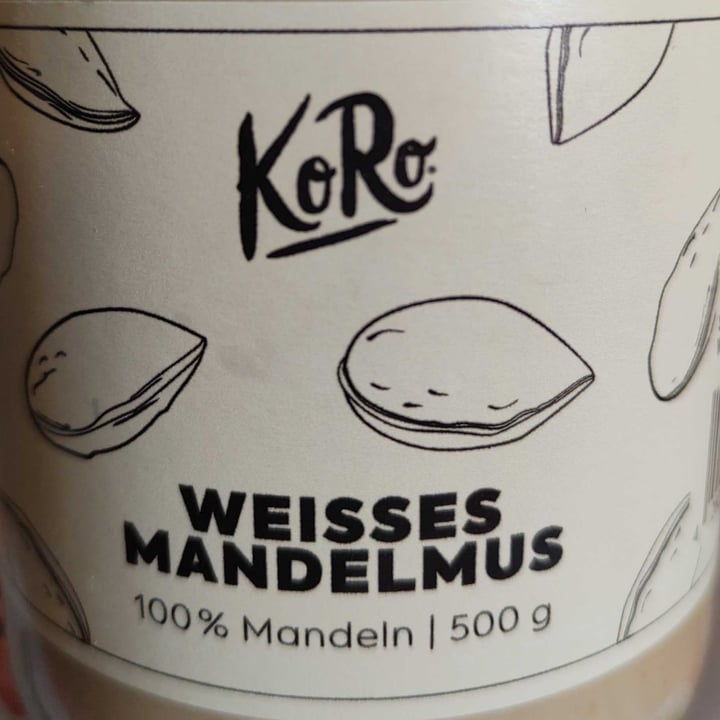 KoRo
WEISSES
MANDELMUS
100% Mandeln | 500 g